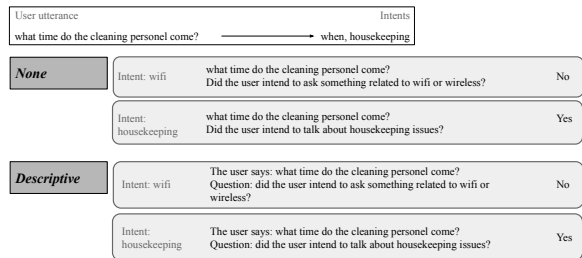 User utterance Intents
what time do the cleaning personel come? when, housekeeping
None
Intent: wifi
what time do the cleaning personel come?
Did the user intend to ask something related to wifi or wireless?
No
Intent:
housekeeping
what time do the cleaning personel come?
Did the user intend to talk about housekeeping issues?
Yes
Descriptive
Intent: wifi
The user says: what time do the cleaning personel come?
Question: did the user intend to ask something related to wifi or
wireless?
No
Intent:
housekeeping
The user says: what time do the cleaning personel come?
Question: did the user intend to talk about housekeeping issues?
Yes